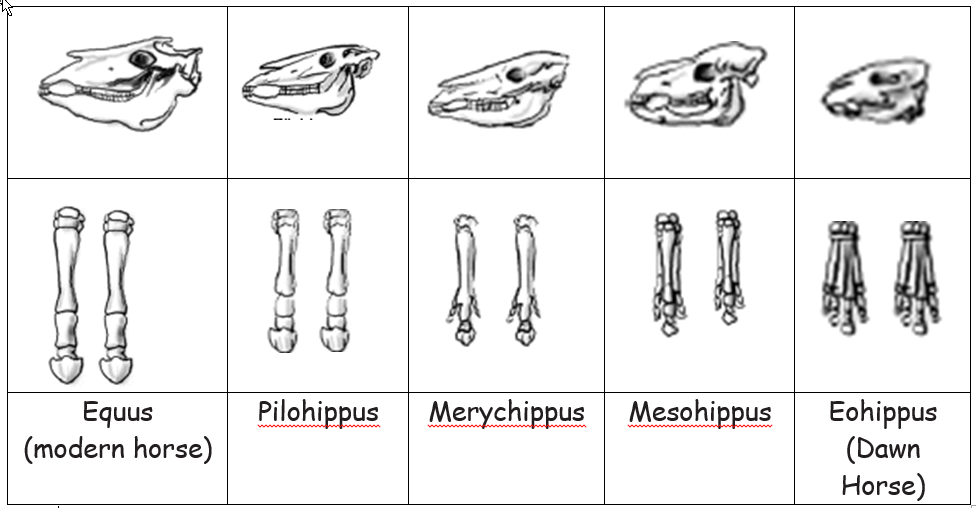 Equus
(modern horse)
Pilohippus
Merychippus
Mesohippus
Eohippus
(Dawn
Horse)